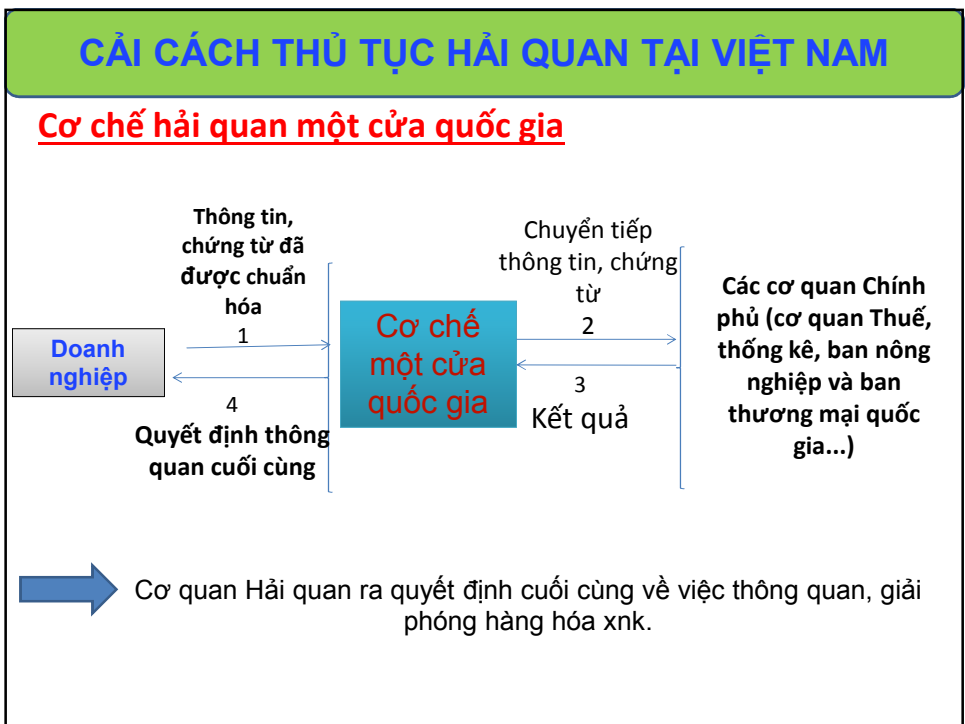 CẢI CÁCH THỦ TỤC HẢI QUAN TẠI VIỆT NAM
Cơ chế hải quan một cửa quốc gia
Thông tin,
chứng từ đã
được chuẩn
hóa
1
Doanh
nghiệp
4
Quyết định thông
quan cuối cùng
Cơ chế
một cửa
quốc gia
Chuyển tiếp
thông tin, chứng
từ
2
3
Kết quả
Các cơ quan Chính
phủ (cơ quan Thuế,
thống kê, ban nông
nghiệp và ban
thương mại quốc
gia...)
Cơ quan Hải quan ra quyết định cuối cùng về việc thông quan, giải
phóng hàng hóa xnk.